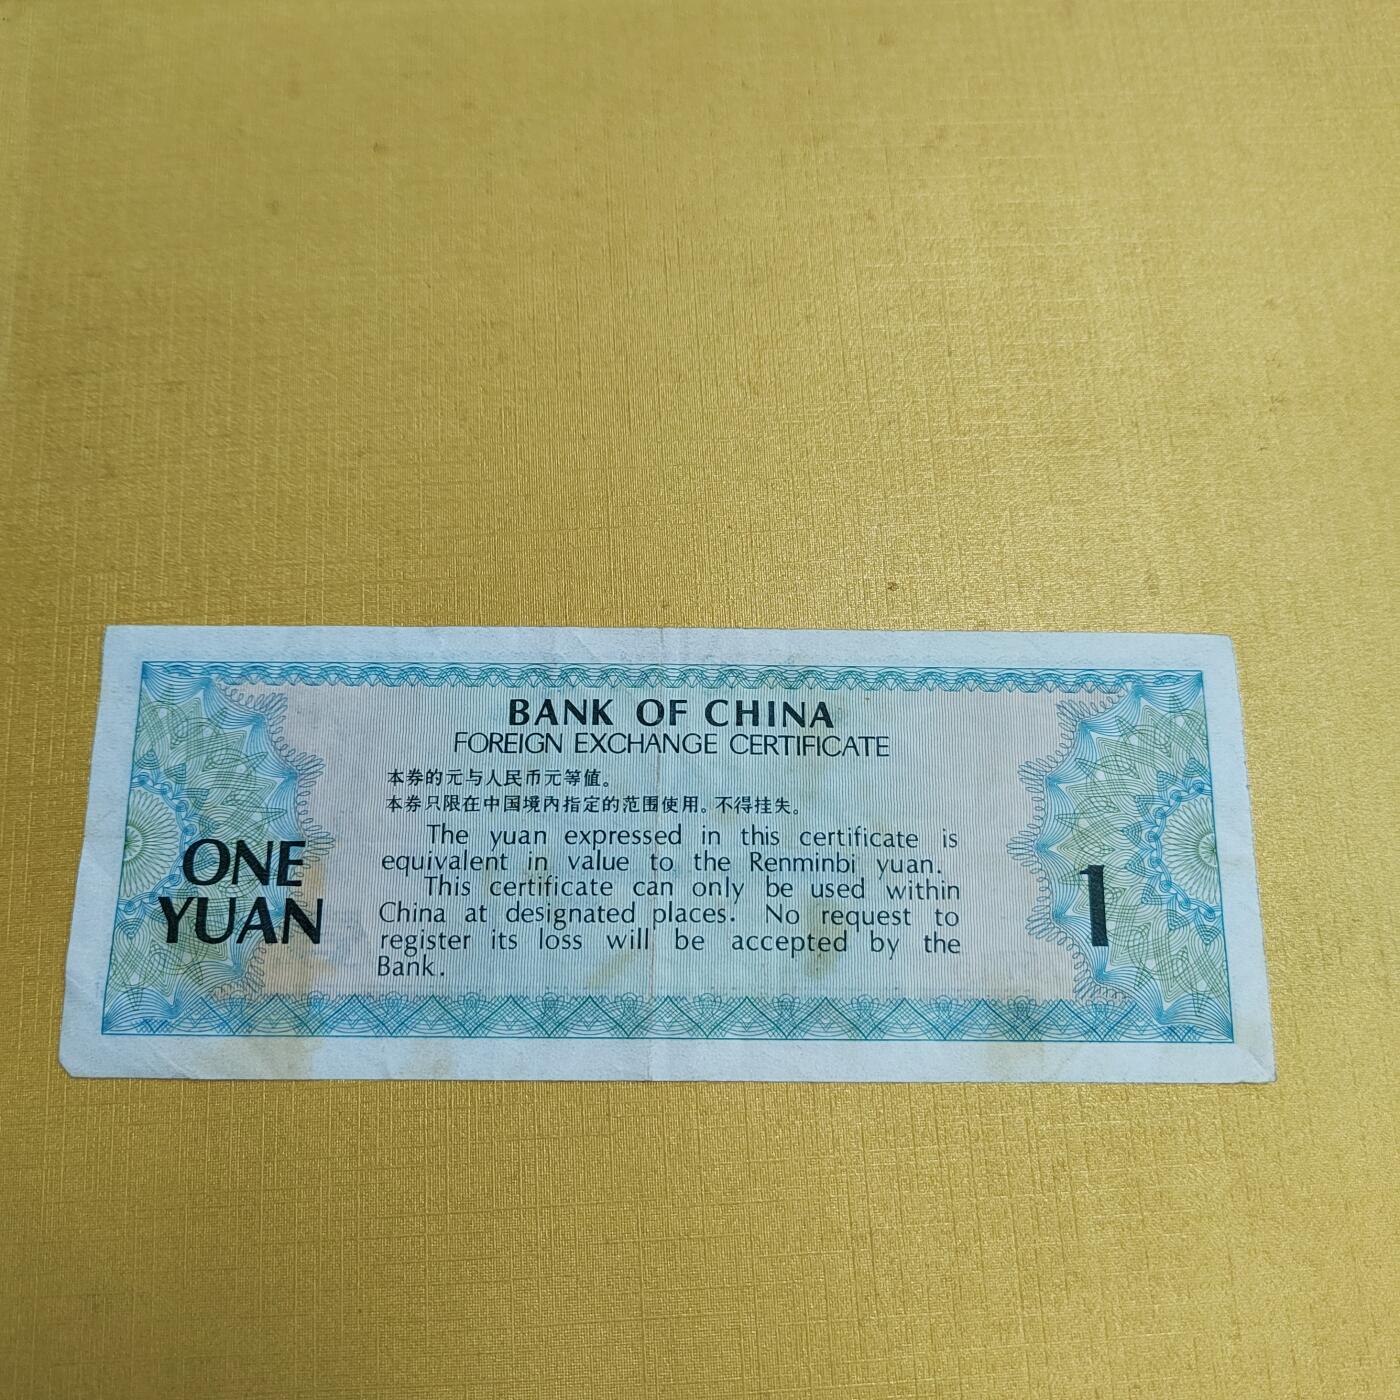 BANK OF CHINA
FOREIGN EXCHANGE CERTIFICATE
本券的元与人民币元等值。
本券只限在中国境内指定的范围使用。不得挂失。
The yuan expressed in this certificate is
equivalent in value to the Renminbi yuan.
This certificate can only be used within
China at designated places. No request to
register its loss will be accepted by the
Bank.
ONE
YUAN
1